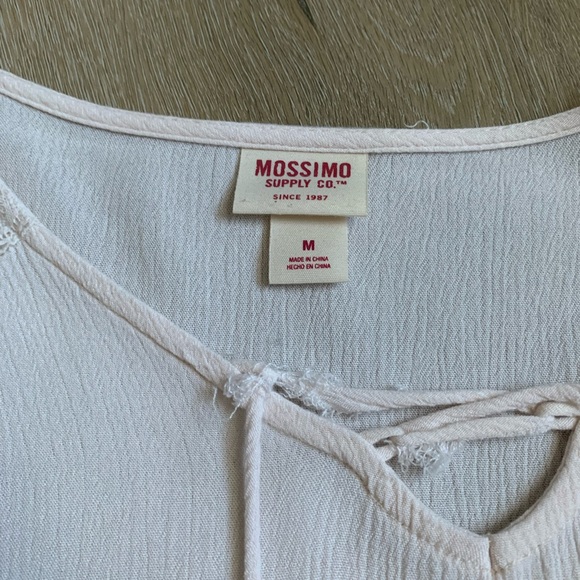 MOSSIMO
SUPPLY CO.™
SINCE 1987
M
MADE IN CHINA
HECHO EN CHINA